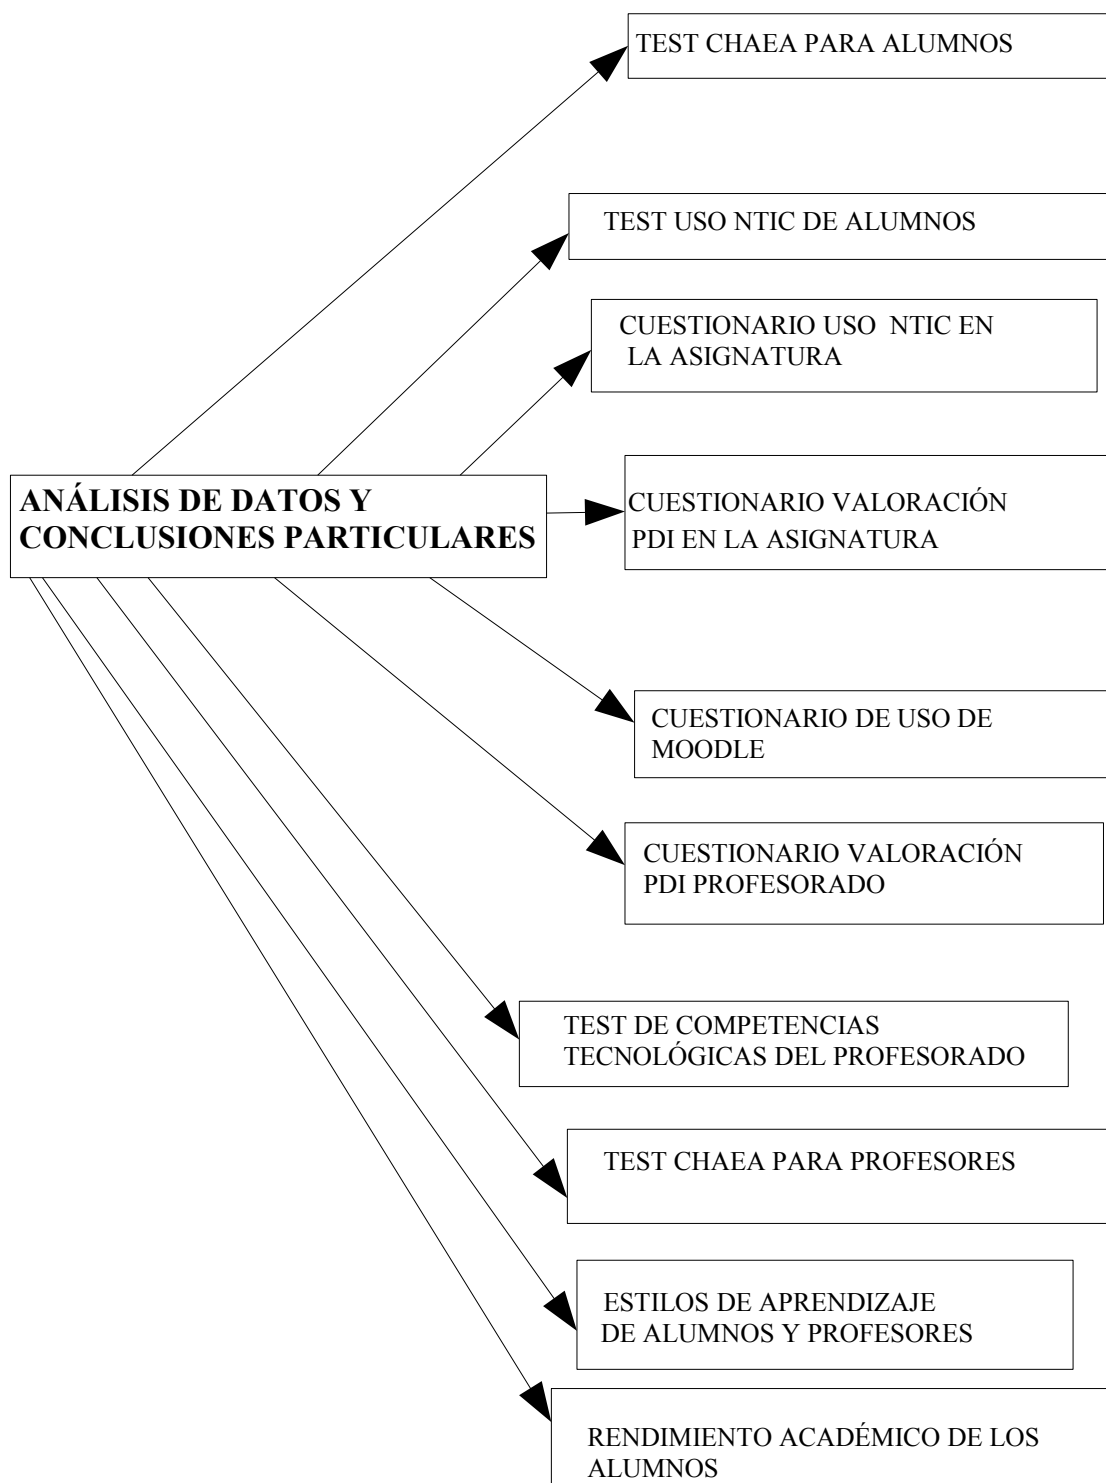 TEST CHAEA PARA ALUMNOS
TEST USO NTIC DE ALUMNOS
CUESTIONARIO USO NTIC EN
LA ASIGNATURA
ANÁLISIS DE DATOS Y
CONCLUSIONES PARTICULARES
CUESTIONARIO VALORACIÓN
PDI EN LA ASIGNATURA
CUESTIONARIO DE USO DE
MOODLE
CUESTIONARIO VALORACIÓN
PDI PROFESORADO
TEST DE COMPETENCIAS
TECNOLÓGICAS DEL PROFESORADO
TEST CHAEA PARA PROFESORES
ESTILOS DE APRENDIZAJE
DE ALUMNOS Y PROFESORES
RENDIMIENTO ACADÉMICO DE LOS
ALUMNOS